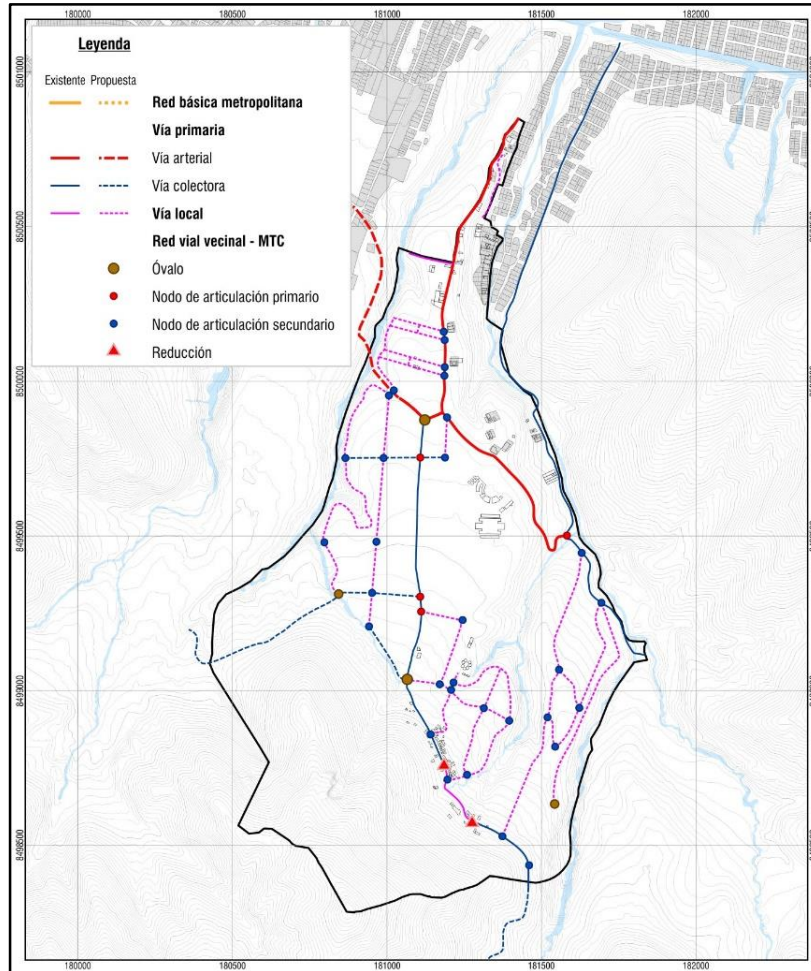 180000 180500 181000 181500 182000
Leyenda
Existente Propuesta
Red básica metropolitana
Vía primaria
Vía arterial
Vía colectora
Vía local
Red vial vecinal - MTC
Óvalo
Nodo de articulación primario
Nodo de articulación secundario
Reducción
8501000
8500500
8500000
8499500
8499000
8498500
180000 180500 181000 181500 182000